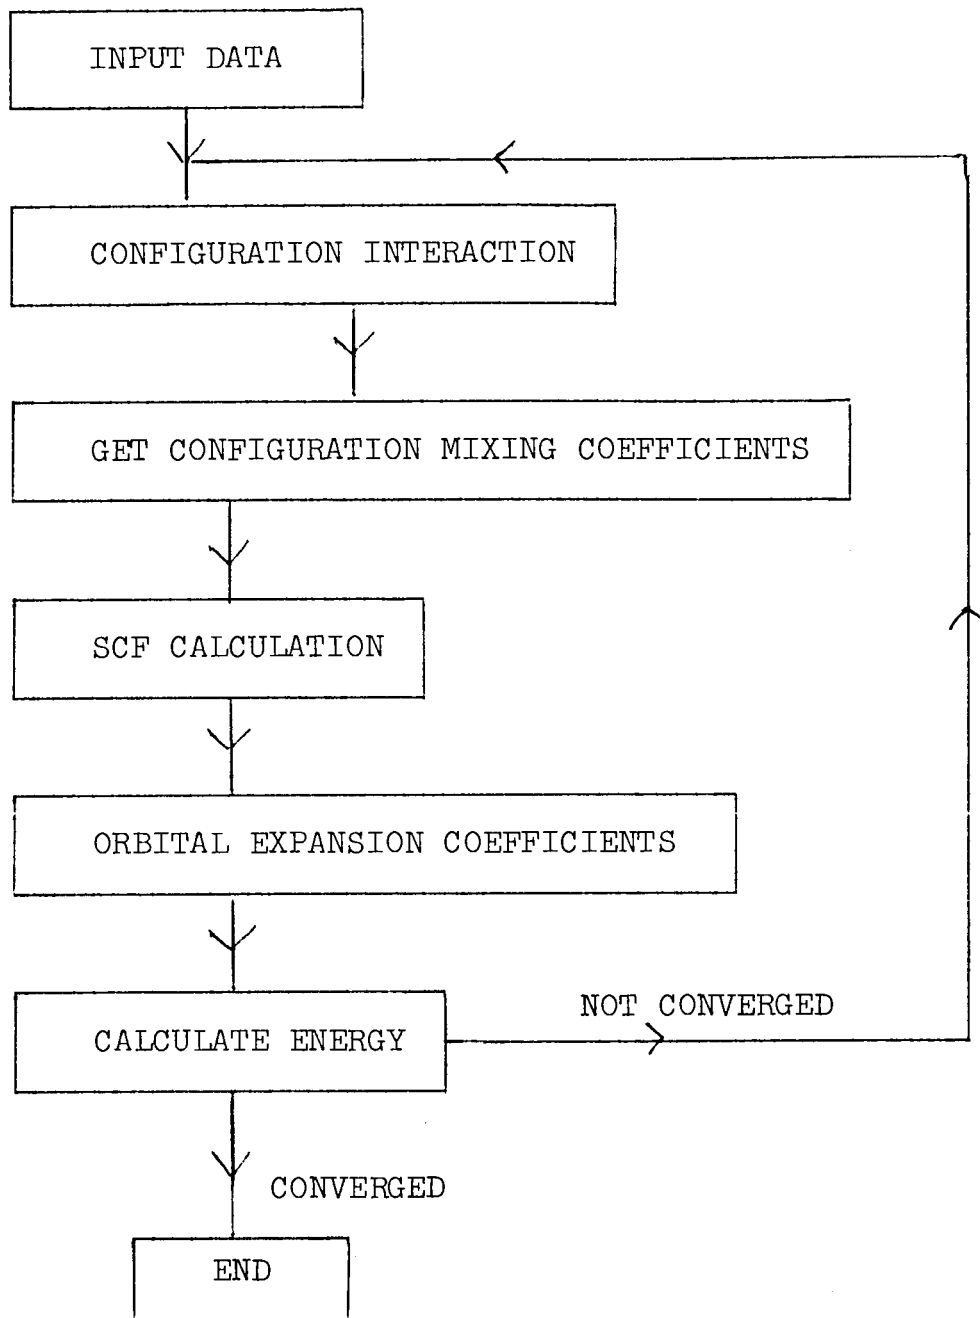 INPUT DATA
CONFIGURATION INTERACTION
GET CONFIGURATION MIXING COEFFICIENTS
SCF CALCULATION
ORBITAL EXPANSION COEFFICIENTS
NOT CONVERGED
CALCULATE ENERGY
CONVERGED
END